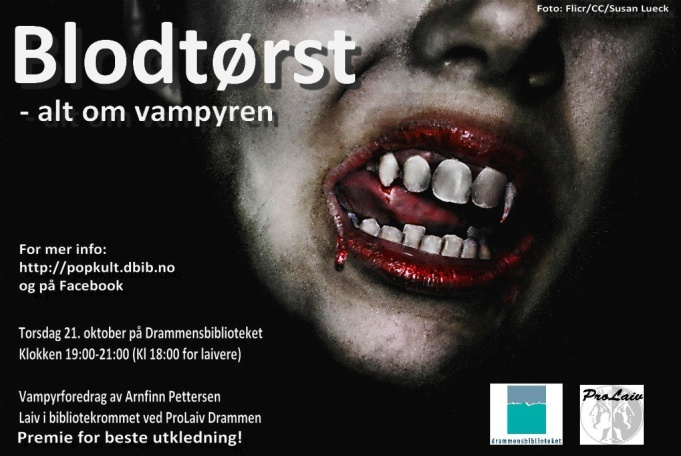 Foto: Flicr/CC/Susan Lueck
Blodtørst
- alt om vampyren
For mer info:
http://popkult.dbib.no
og på Facebook
Torsdag 21. oktober på Drammensbiblioteket
Klokken 19:00-21:00 (Kl 18:00 for laivere)
Vampyrforedrag av Arnfinn Pettersen
Laiv i bibliotekrommet ved ProLaiv Drammen
Premie for beste utkledning!
drammensbiblioteket
ProLaiv